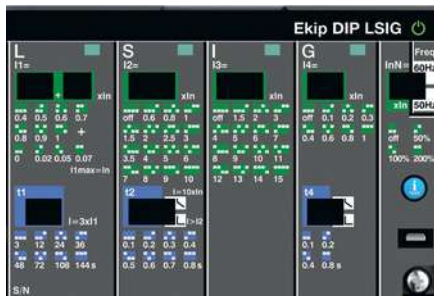 Ekip DIP LSIG
L S I G
I1= I2= I3= I4= InN= Freq
60Hz
+ xIn xIn xIn xIn xIn 50Hz
0.4 0.5 0.6 0.7 off 0.6 0.8 1 off 1.5 2 3 off 0.1 0.2 0.3
0.8 0.9 1 + 1.5 2 2.5 3 4 5 6 7 0.4 0.6 0.8 1 off 50%
0 0.02 0.05 0.07 3.5 4 5 6 8 9 10 11 100% 200%
I1max=In 7 8 9 10 12 13 14 15
t1 t2 I=10xIn t4
I=3xI1 I>I2
3 12 24 36 0.1 0.2 0.3 0.4 0.1 0.2
48 72 108 144s 0.5 0.6 0.7 0.8s 0.4 0.8s
S/N